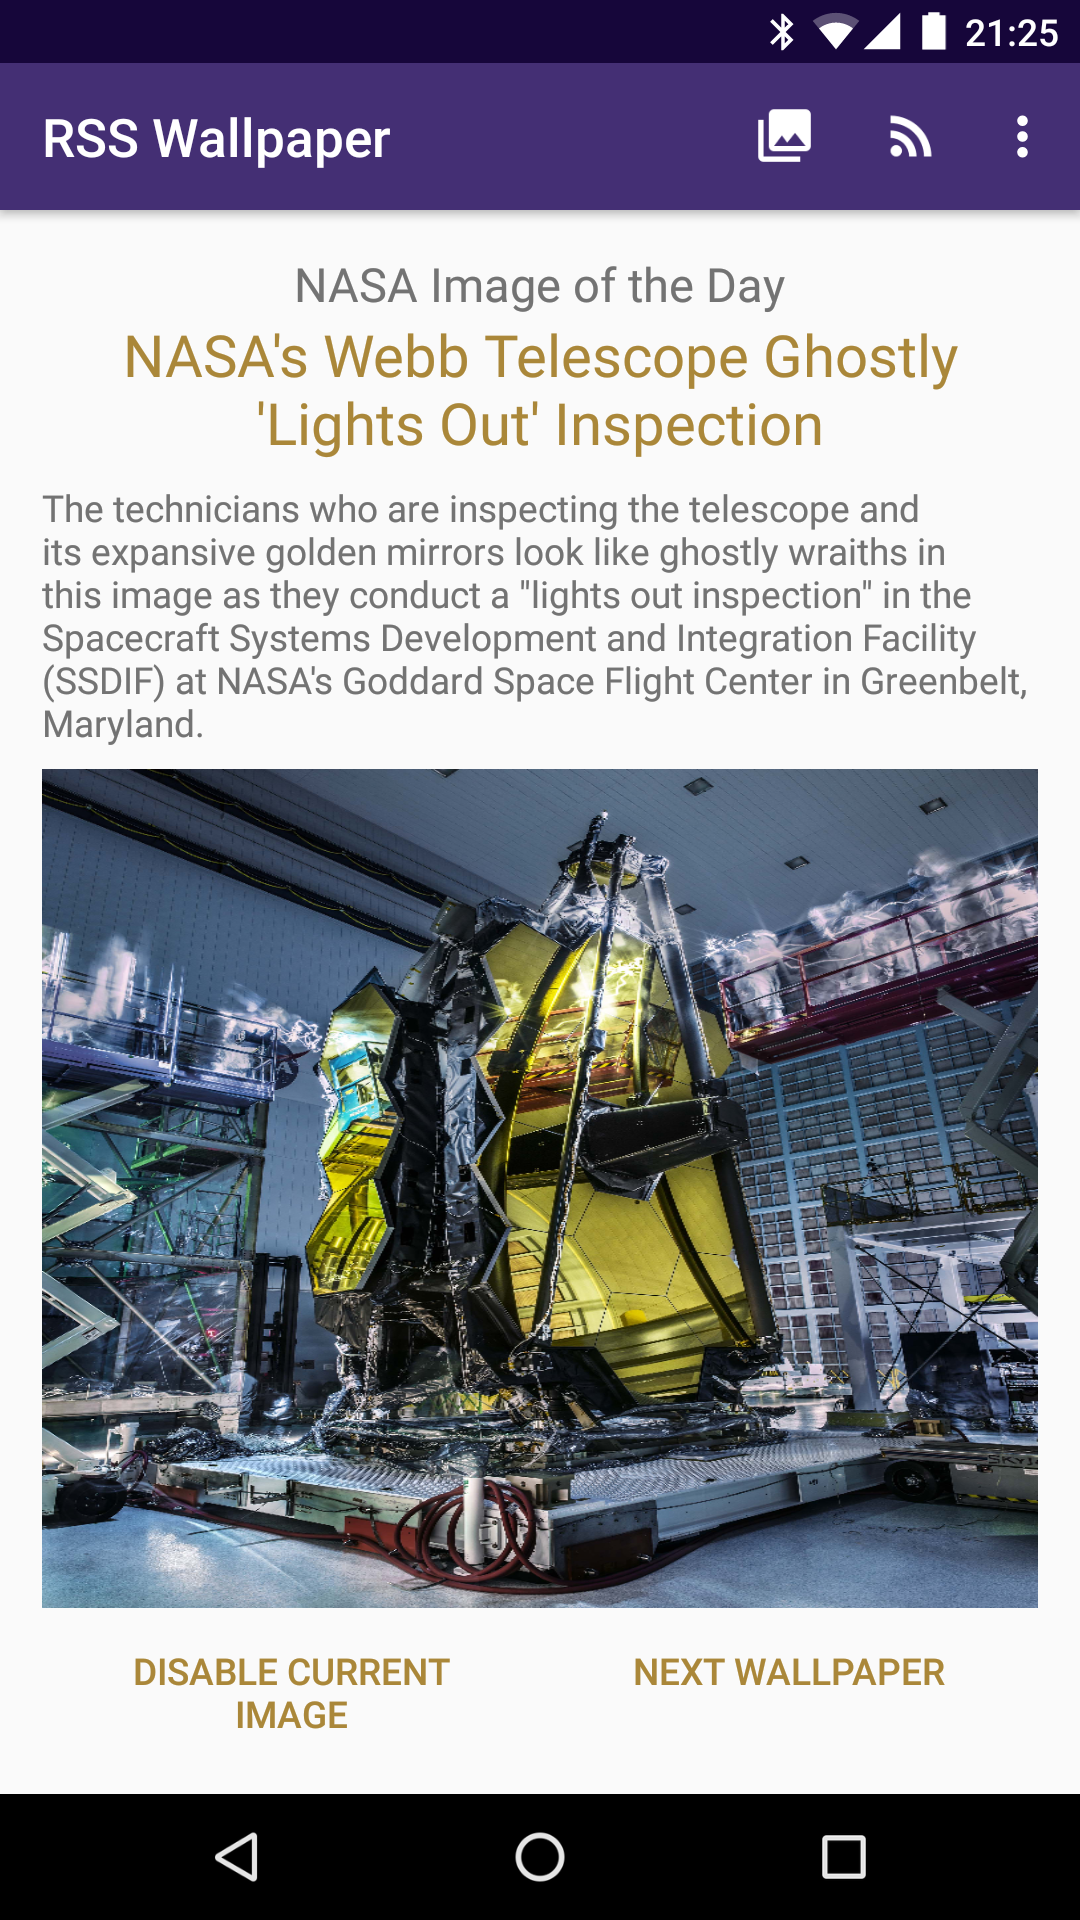 21:25
RSS Wallpaper
NASA Image of the Day
NASA's Webb Telescope Ghostly
'Lights Out' Inspection
The technicians who are inspecting the telescope and
its expansive golden mirrors look like ghostly wraiths in
this image as they conduct a "lights out inspection" in the
Spacecraft Systems Development and Integration Facility
(SSDIF) at NASA's Goddard Space Flight Center in Greenbelt,
Maryland.
DISABLE CURRENT
IMAGE
NEXT WALLPAPER